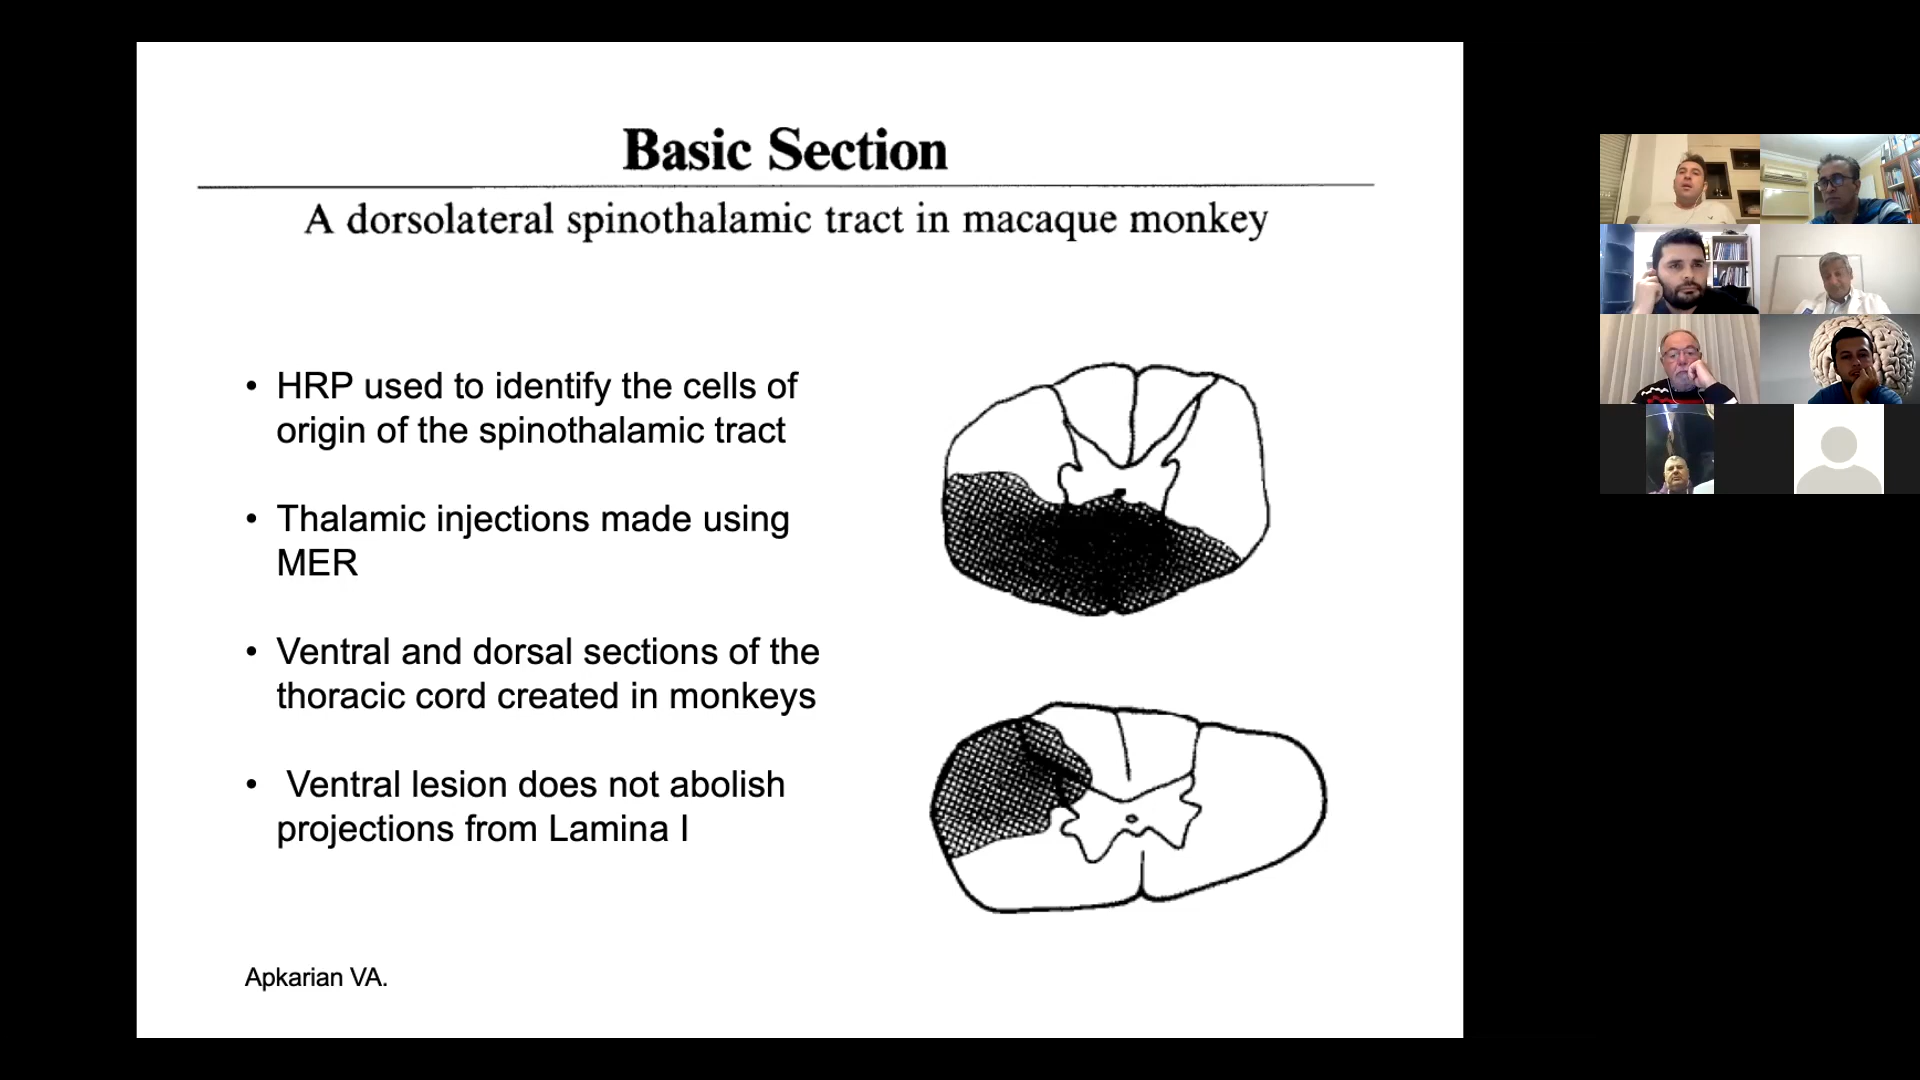 Basic Section
A dorsolateral spinothalamic tract in macaque monkey
• HRP used to identify the cells of
origin of the spinothalamic tract
• Thalamic injections made using
MER
• Ventral and dorsal sections of the
thoracic cord created in monkeys
• Ventral lesion does not abolish
projections from Lamina I
Apkarian VA.